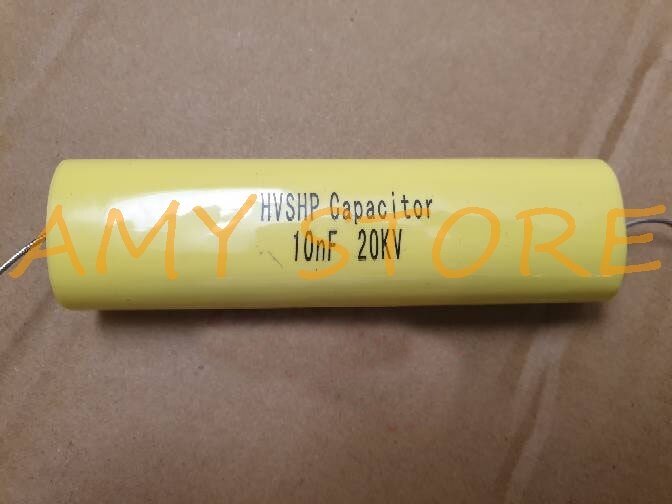 HVSHP Capacitor
10nF 20KV
AMY STORE